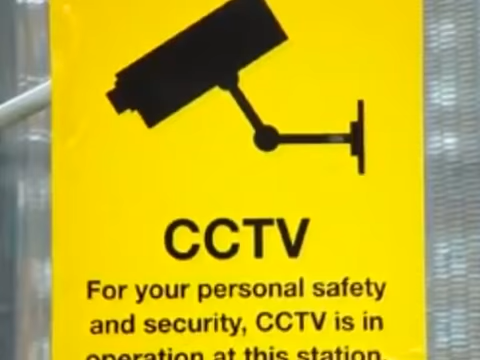 CCTV
For your personal safety
and security, CCTV is in
operation at this station.